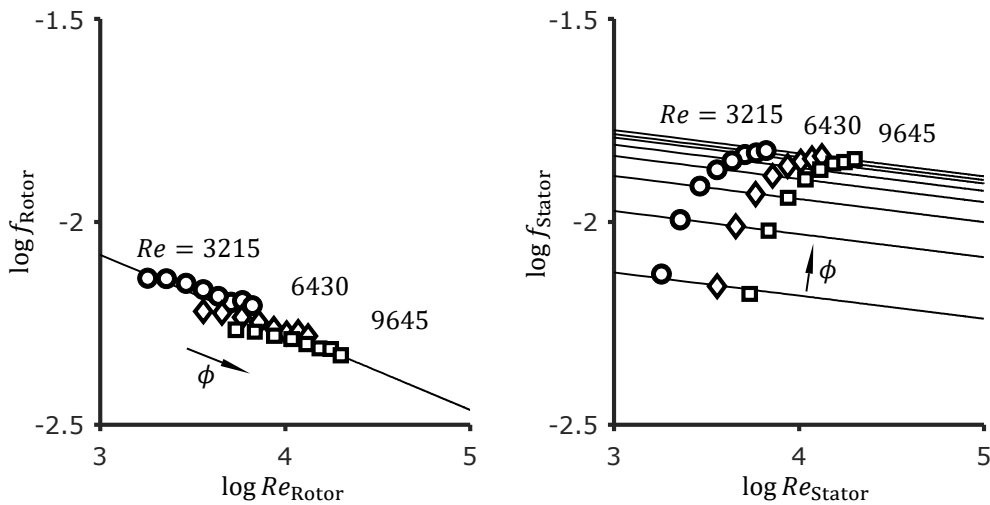 -1.5
-2
-2.5
3
4
5
log f_Rotor
log Re_Rotor
Re = 3215
6430
9645
ϕ
-1.5
-2
-2.5
3
4
5
log f_Stator
log Re_Stator
Re = 3215
6430
9645
ϕ